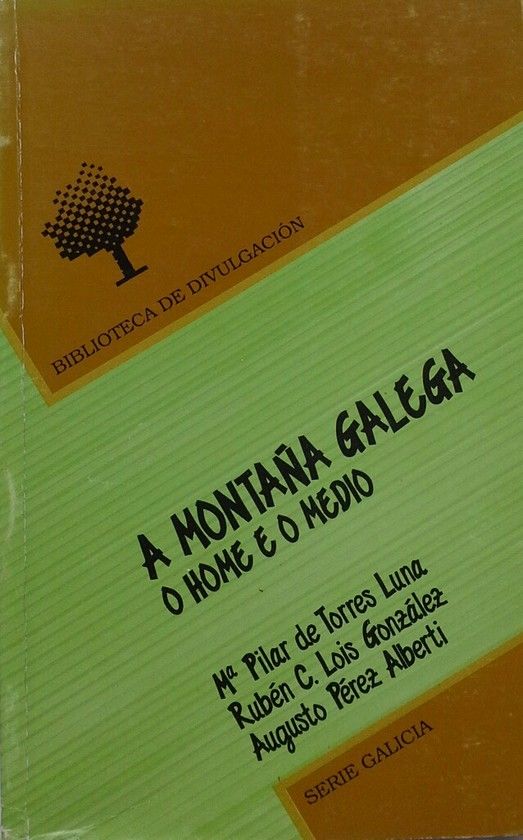 BIBLIOTECA DE DIVULGACIÓN
A MONTAÑA GALEGA
O HOME E O MEDIO
Mª Pilar de Torres Luna
Rubén C. Lois González
Augusto Pérez Alberti
SERIE GALICIA